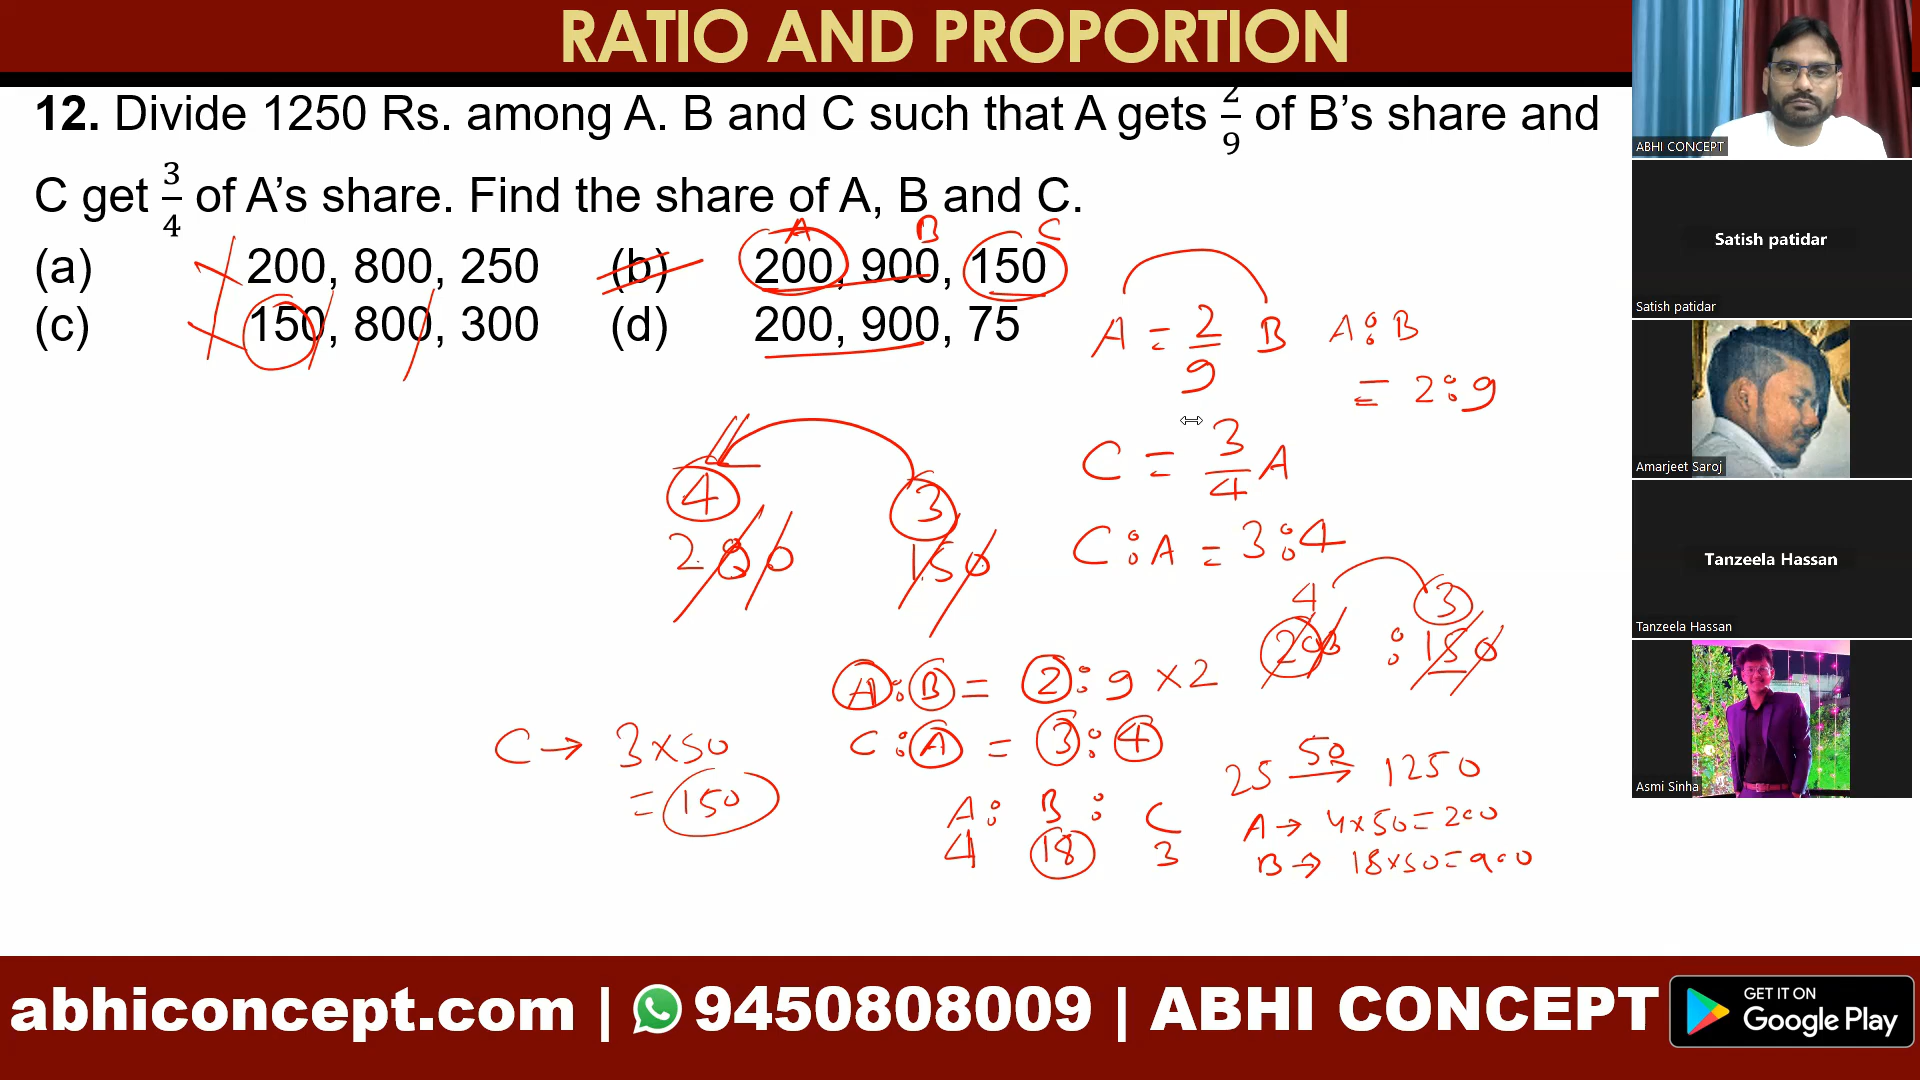 RATIO AND PROPORTION
12. Divide 1250 Rs. among A. B and C such that A gets 2/9 of B’s share and
C get 3/4 of A’s share. Find the share of A, B and C.
A B C
(a) 200, 800, 250 (b) 200, 900, 150
(c) 150, 800, 300 (d) 200, 900, 75
A = 2/9 B A : B
= 2 : 9
C = 3/4 A
4 3
200 150
C : A = 3 : 4
4 3
200 : 150
A : B = 2 : 9 × 2
C : A = 3 : 4
C → 3 × 50
= 150
25 50→ 1250
A : B : C
4 18 3
A → 4 × 50 = 200
B → 18 × 50 = 900
ABHI CONCEPT
Satish patidar
Satish patidar
Amarjeet Saroj
Tanzeela Hassan
Tanzeela Hassan
Asmi Sinha
abhiconcept.com | 9450808009 | ABHI CONCEPT
GET IT ON
Google Play